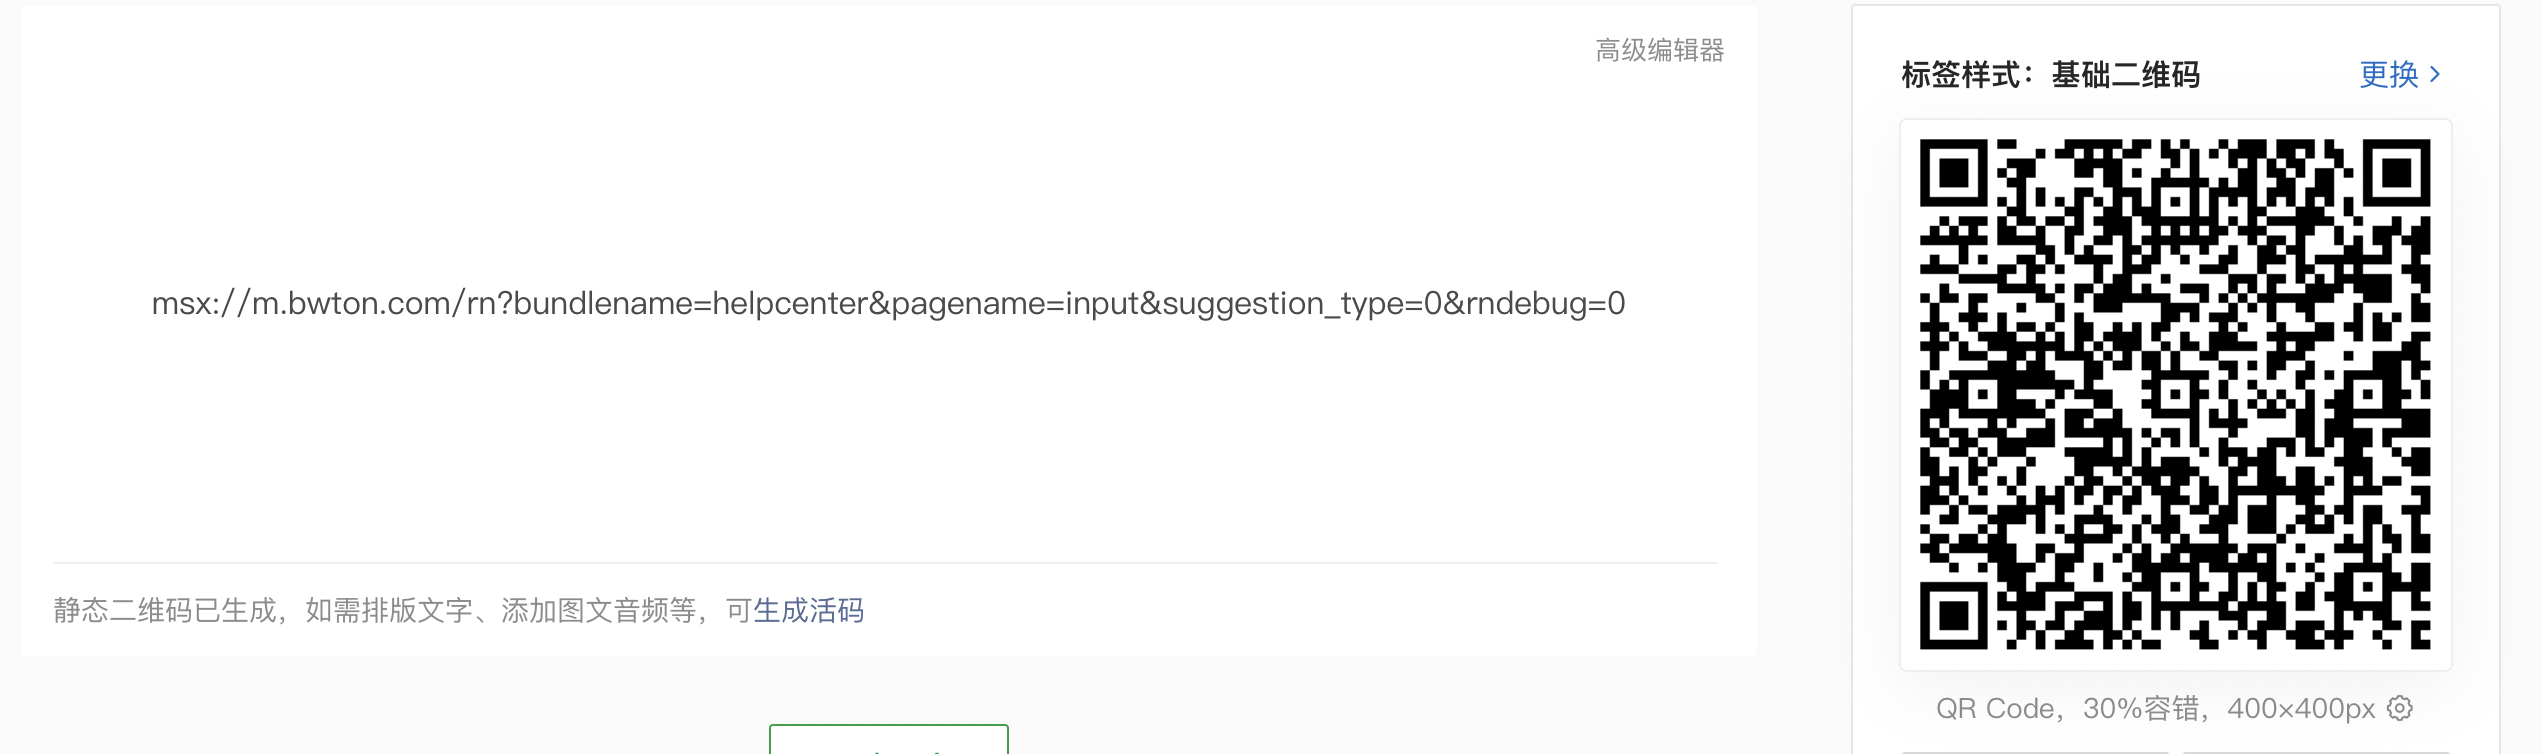 高级编辑器
msx://m.bwton.com/rn?bundlename=helpcenter&pagename=input&suggestion_type=0&rndebug=0
静态二维码已生成，如需排版文字、添加图文音频等，可生成活码
标签样式：基础二维码
更换 >
QR Code，30%容错，400×400px